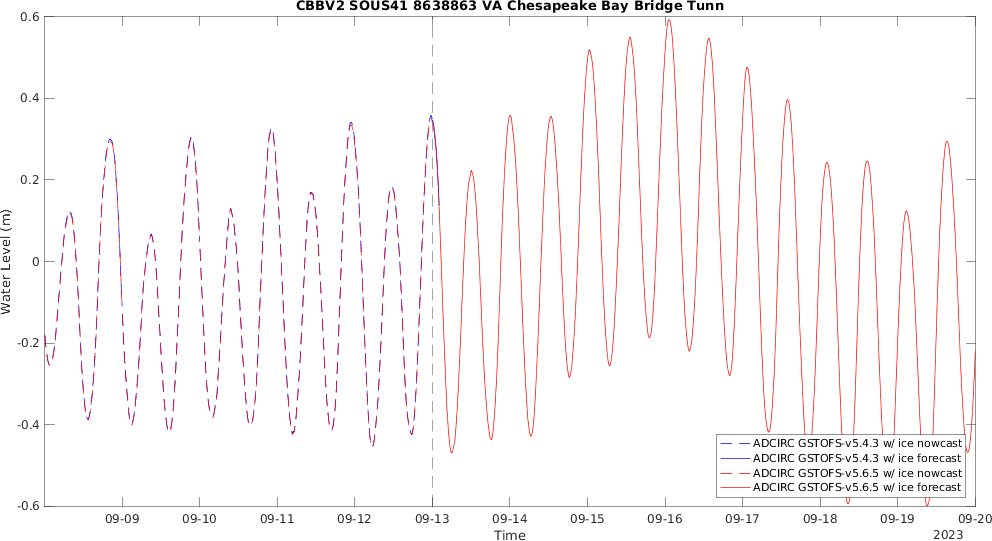 CBBV2 SOUS41 8638863 VA Chesapeake Bay Bridge Tunn
0.6
0.4
0.2
0
-0.2
-0.4
-0.6
Water Level (m)
ADCIRC GSTOFS-v5.4.3 w/ ice nowcast
ADCIRC GSTOFS-v5.4.3 w/ ice forecast
ADCIRC GSTOFS-v5.6.5 w/ ice nowcast
ADCIRC GSTOFS-v5.6.5 w/ ice forecast
09-09 09-10 09-11 09-12 09-13 09-14 09-15 09-16 09-17 09-18 09-19 09-20
Time
2023